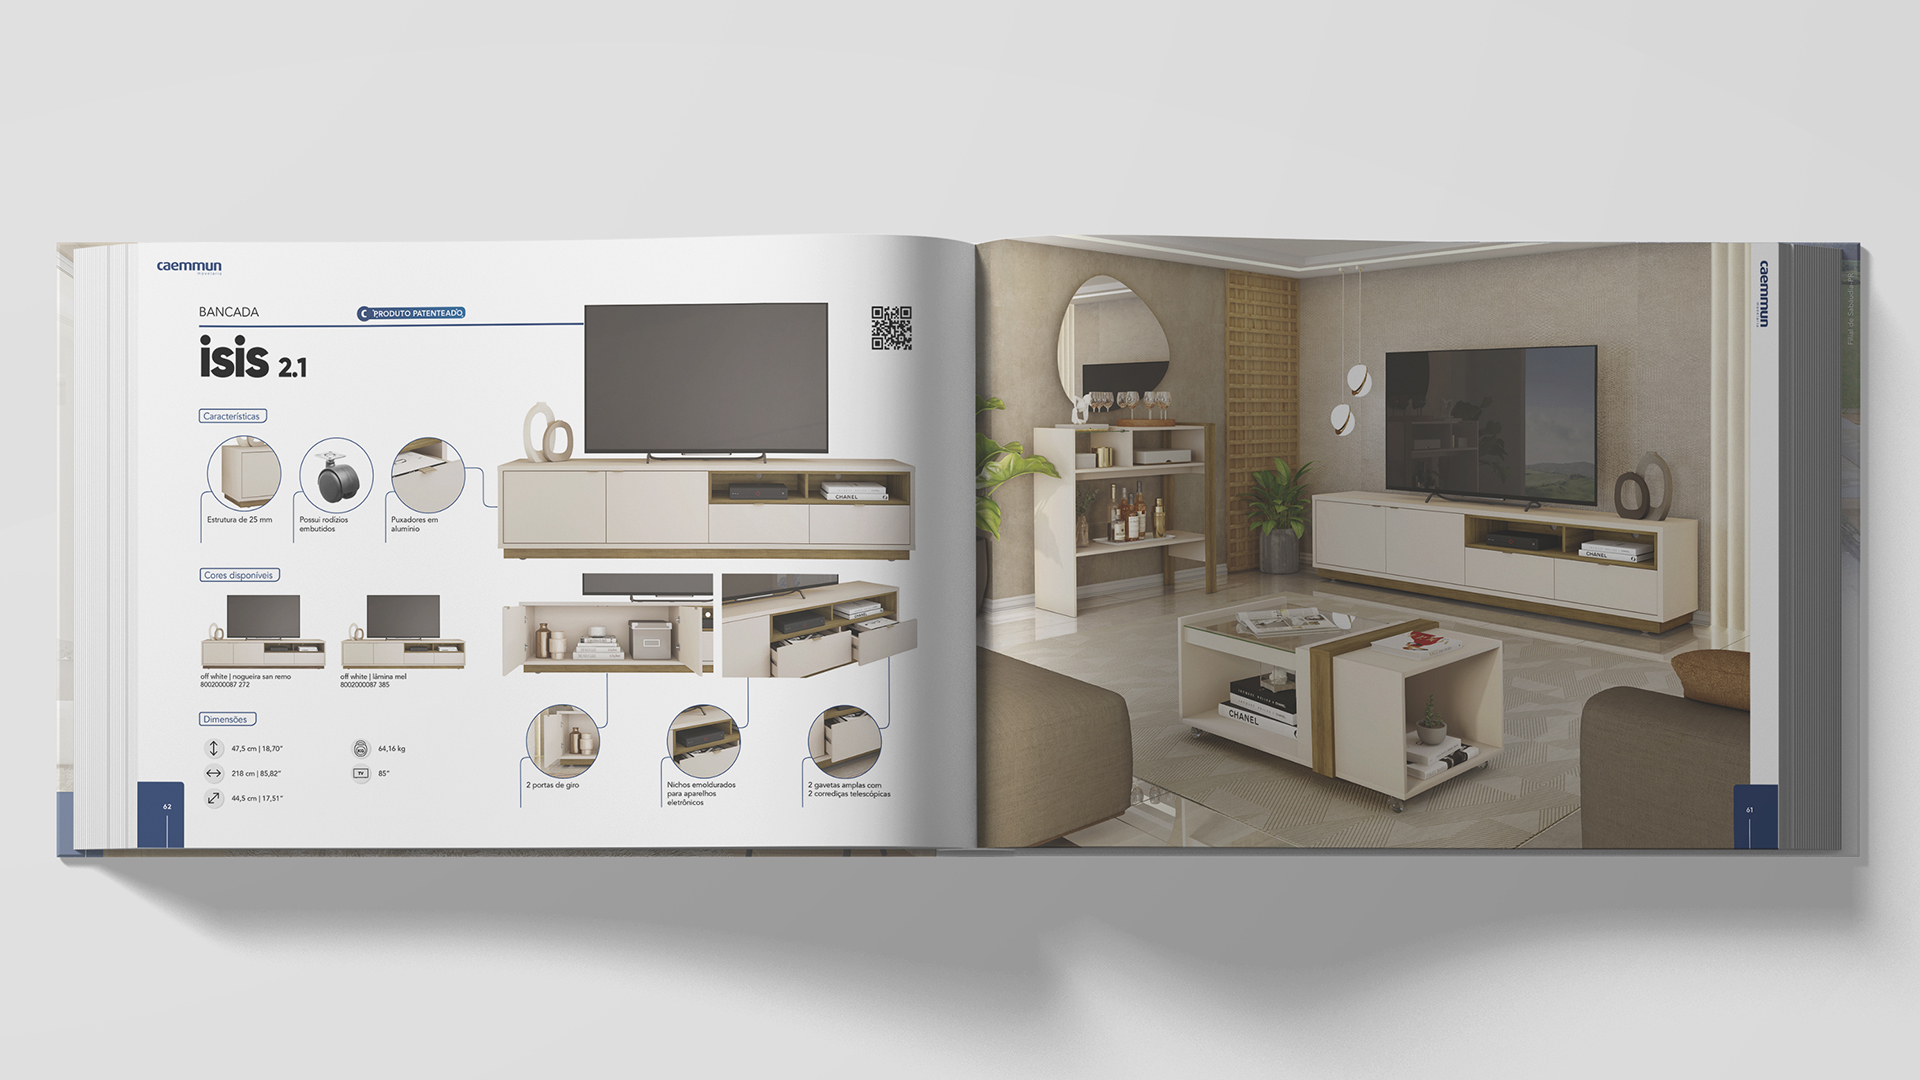 caemmun
BANCADA
C PRODUTO PATENTEADO
isis 2.1
Características
Estrutura de 25 mm
Possui rodízios
embutidos
Puxadores em
alumínio
CHANEL
Cores disponíveis
off white | nogueira san remo
8002000087 272
off white | lâmina mel
8002000087 385
Dimensões
47,5 cm | 18,70"
218 cm | 85,82"
44,5 cm | 17,51"
KG
64,16 kg
TV
85"
2 portas de giro
Nichos emoldurados
para aparelhos
eletrônicos
2 gavetas amplas com
2 corrediças telescópicas
62
caemmun
CHANEL
CHANEL
61